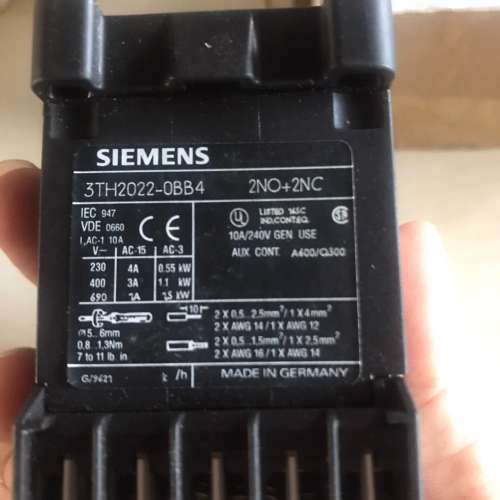 SIEMENS
3TH2022-0BB4 2NO+2NC
IEC 947
VDE 0660
AC-1 10A
CE
UL LISTED 165C
IND.CONT.EQ.
10A/240V GEN USE
AUX CONT. A600/Q300
V~ AC-15 AC-3
230 4A 0.55 kW
400 3A 1.1 kW
690 kW
10
2 X 0,5...2.5mm²/1 X 4mm²
2 X AWG 14 / 1 X AWG 12
Ø5...6mm
0,8...1.3Nm
7 to 11 lb in
2 X 0,5...1.5mm²/1 X 2.5mm²
2 X AWG 16 / 1 X AWG 14
/h MADE IN GERMANY